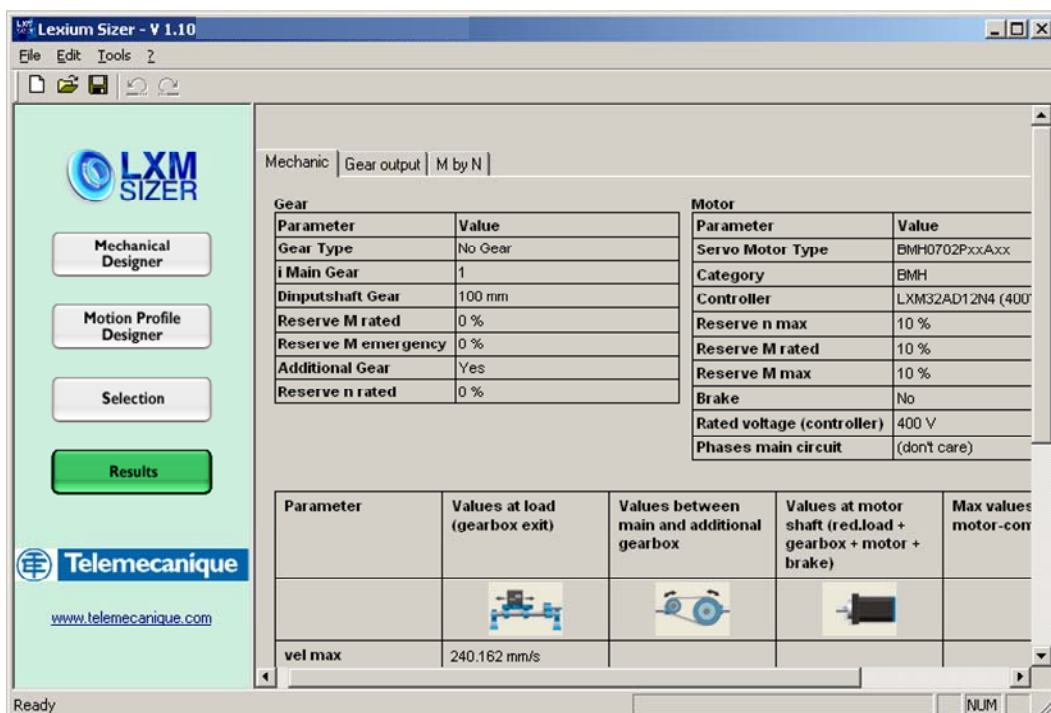 Lexium Sizer - V 1.10
File Edit Tools ?
LXM
SIZER
Mechanical
Designer
Motion Profile
Designer
Selection
Results
Telemecanique
www.telemecanique.com
Mechanic Gear output M by N
Gear
Parameter Value
Gear Type No Gear
i Main Gear 1
Dinputshaft Gear 100 mm
Reserve M rated 0 %
Reserve M emergency 0 %
Additional Gear Yes
Reserve n rated 0 %
Motor
Parameter Value
Servo Motor Type BMH0702PxxAxx
Category BMH
Controller LXM32AD12N4 (400
Reserve n max 10 %
Reserve M rated 10 %
Reserve M max 10 %
Brake No
Rated voltage (controller) 400 V
Phases main circuit (don't care)
Parameter
Values at load
(gearbox exit)
Values between
main and additional
gearbox
Values at motor
shaft (red.load +
gearbox + motor +
brake)
Max values
motor-con
vel max 240.162 mm/s
Ready NUM